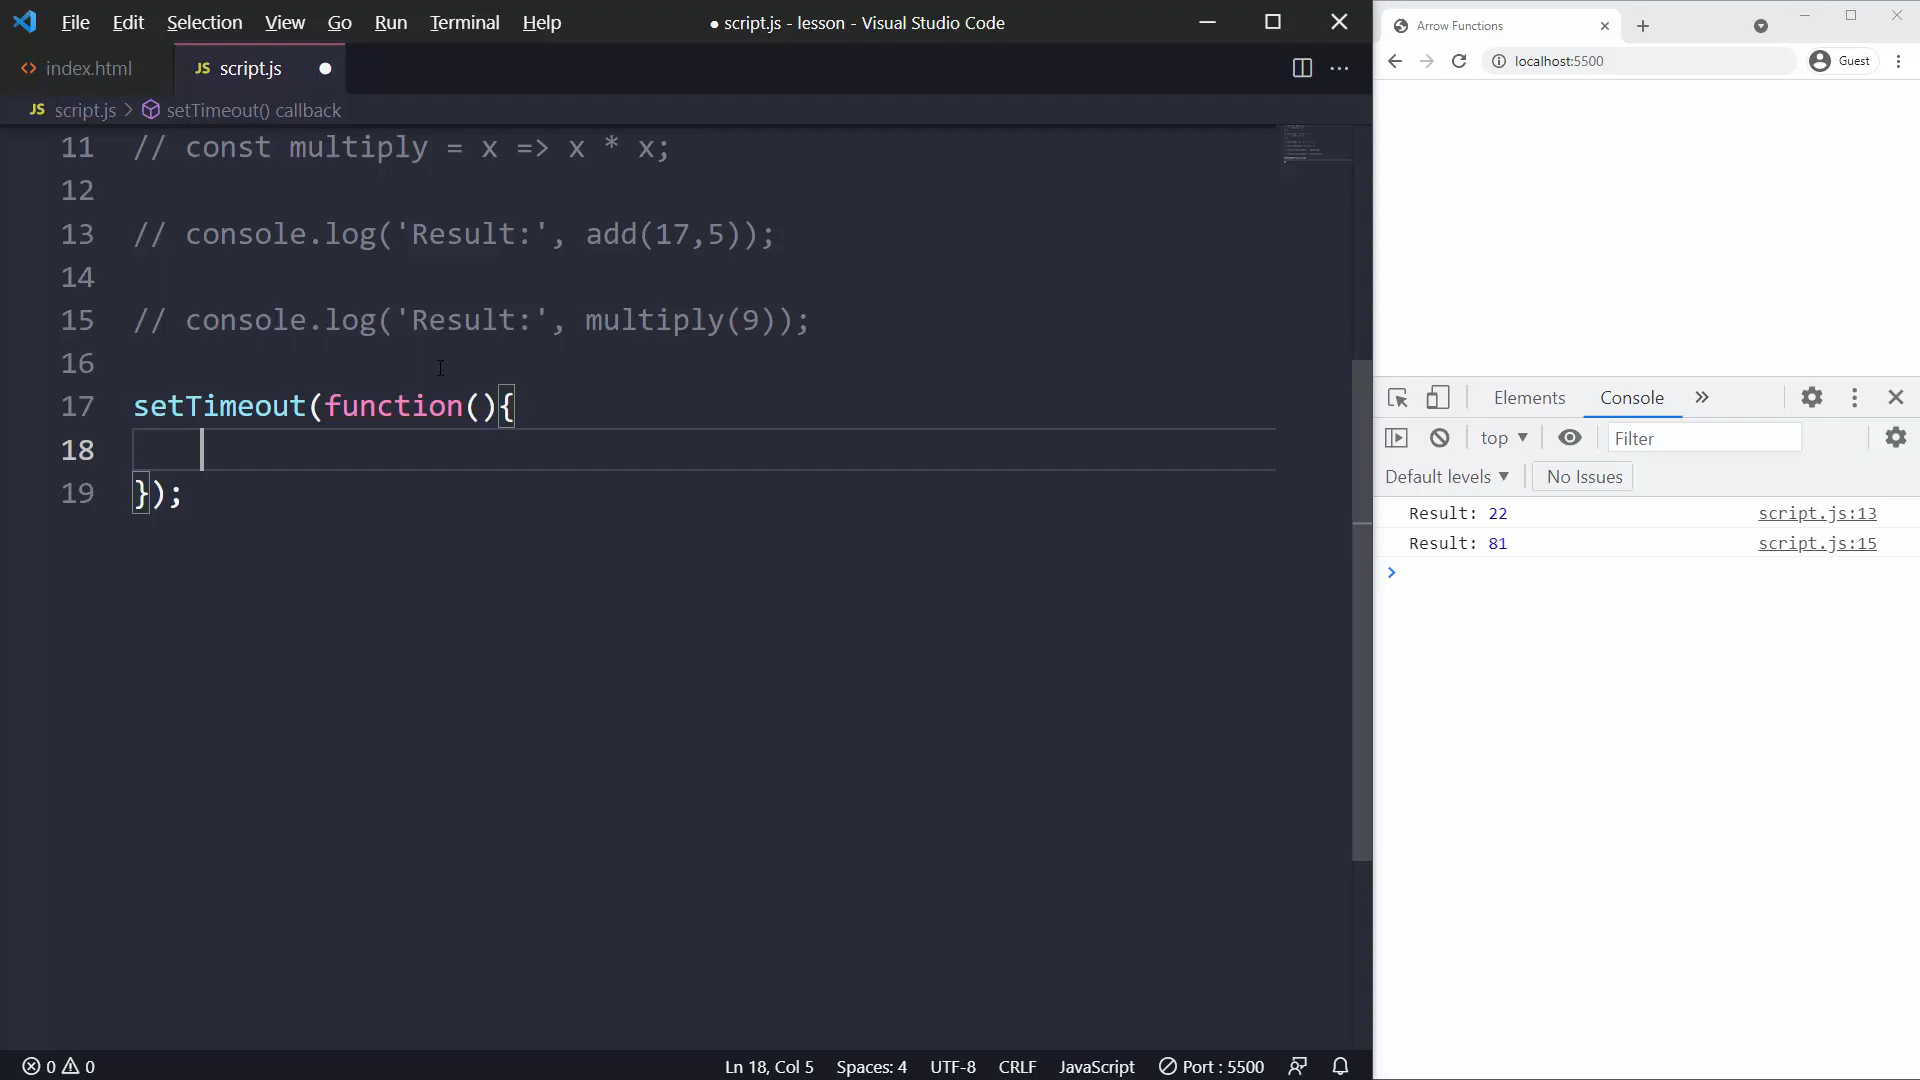 File Edit Selection View Go Run Terminal Help
● script.js - lesson - Visual Studio Code
index.html
JS script.js ●
JS script.js > setTimeout() callback
11 // const multiply = x => x * x;
12
13 // console.log('Result:', add(17,5));
14
15 // console.log('Result:', multiply(9));
16
17 setTimeout(function(){
18
19 });
0 0
Ln 18, Col 5 Spaces: 4 UTF-8 CRLF JavaScript Port : 5500
Arrow Functions
localhost:5500 Guest
Elements Console
top Filter
Default levels No Issues
Result: 22 script.js:13
Result: 81 script.js:15